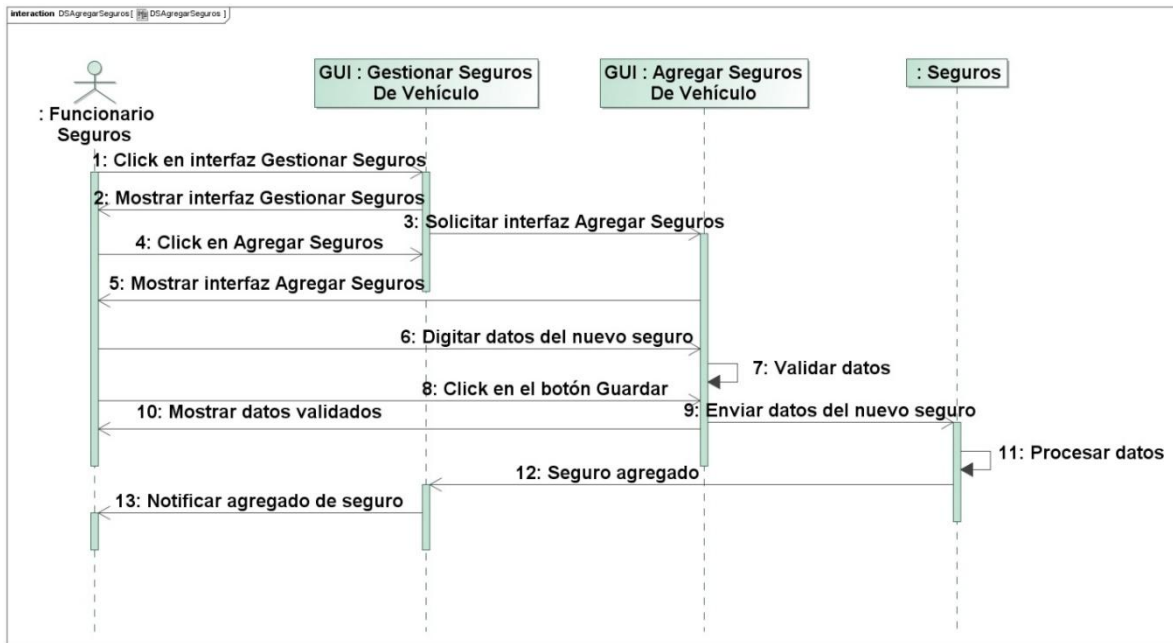 interaction DSAgregarSeguros[ DSAgregarSeguros ]
: Funcionario
Seguros
GUI : Gestionar Seguros
De Vehículo
GUI : Agregar Seguros
De Vehículo
: Seguros
1: Click en interfaz Gestionar Seguros
2: Mostrar interfaz Gestionar Seguros
3: Solicitar interfaz Agregar Seguros
4: Click en Agregar Seguros
5: Mostrar interfaz Agregar Seguros
6: Digitar datos del nuevo seguro
7: Validar datos
8: Click en el botón Guardar
10: Mostrar datos validados
9: Enviar datos del nuevo seguro
11: Procesar datos
12: Seguro agregado
13: Notificar agregado de seguro